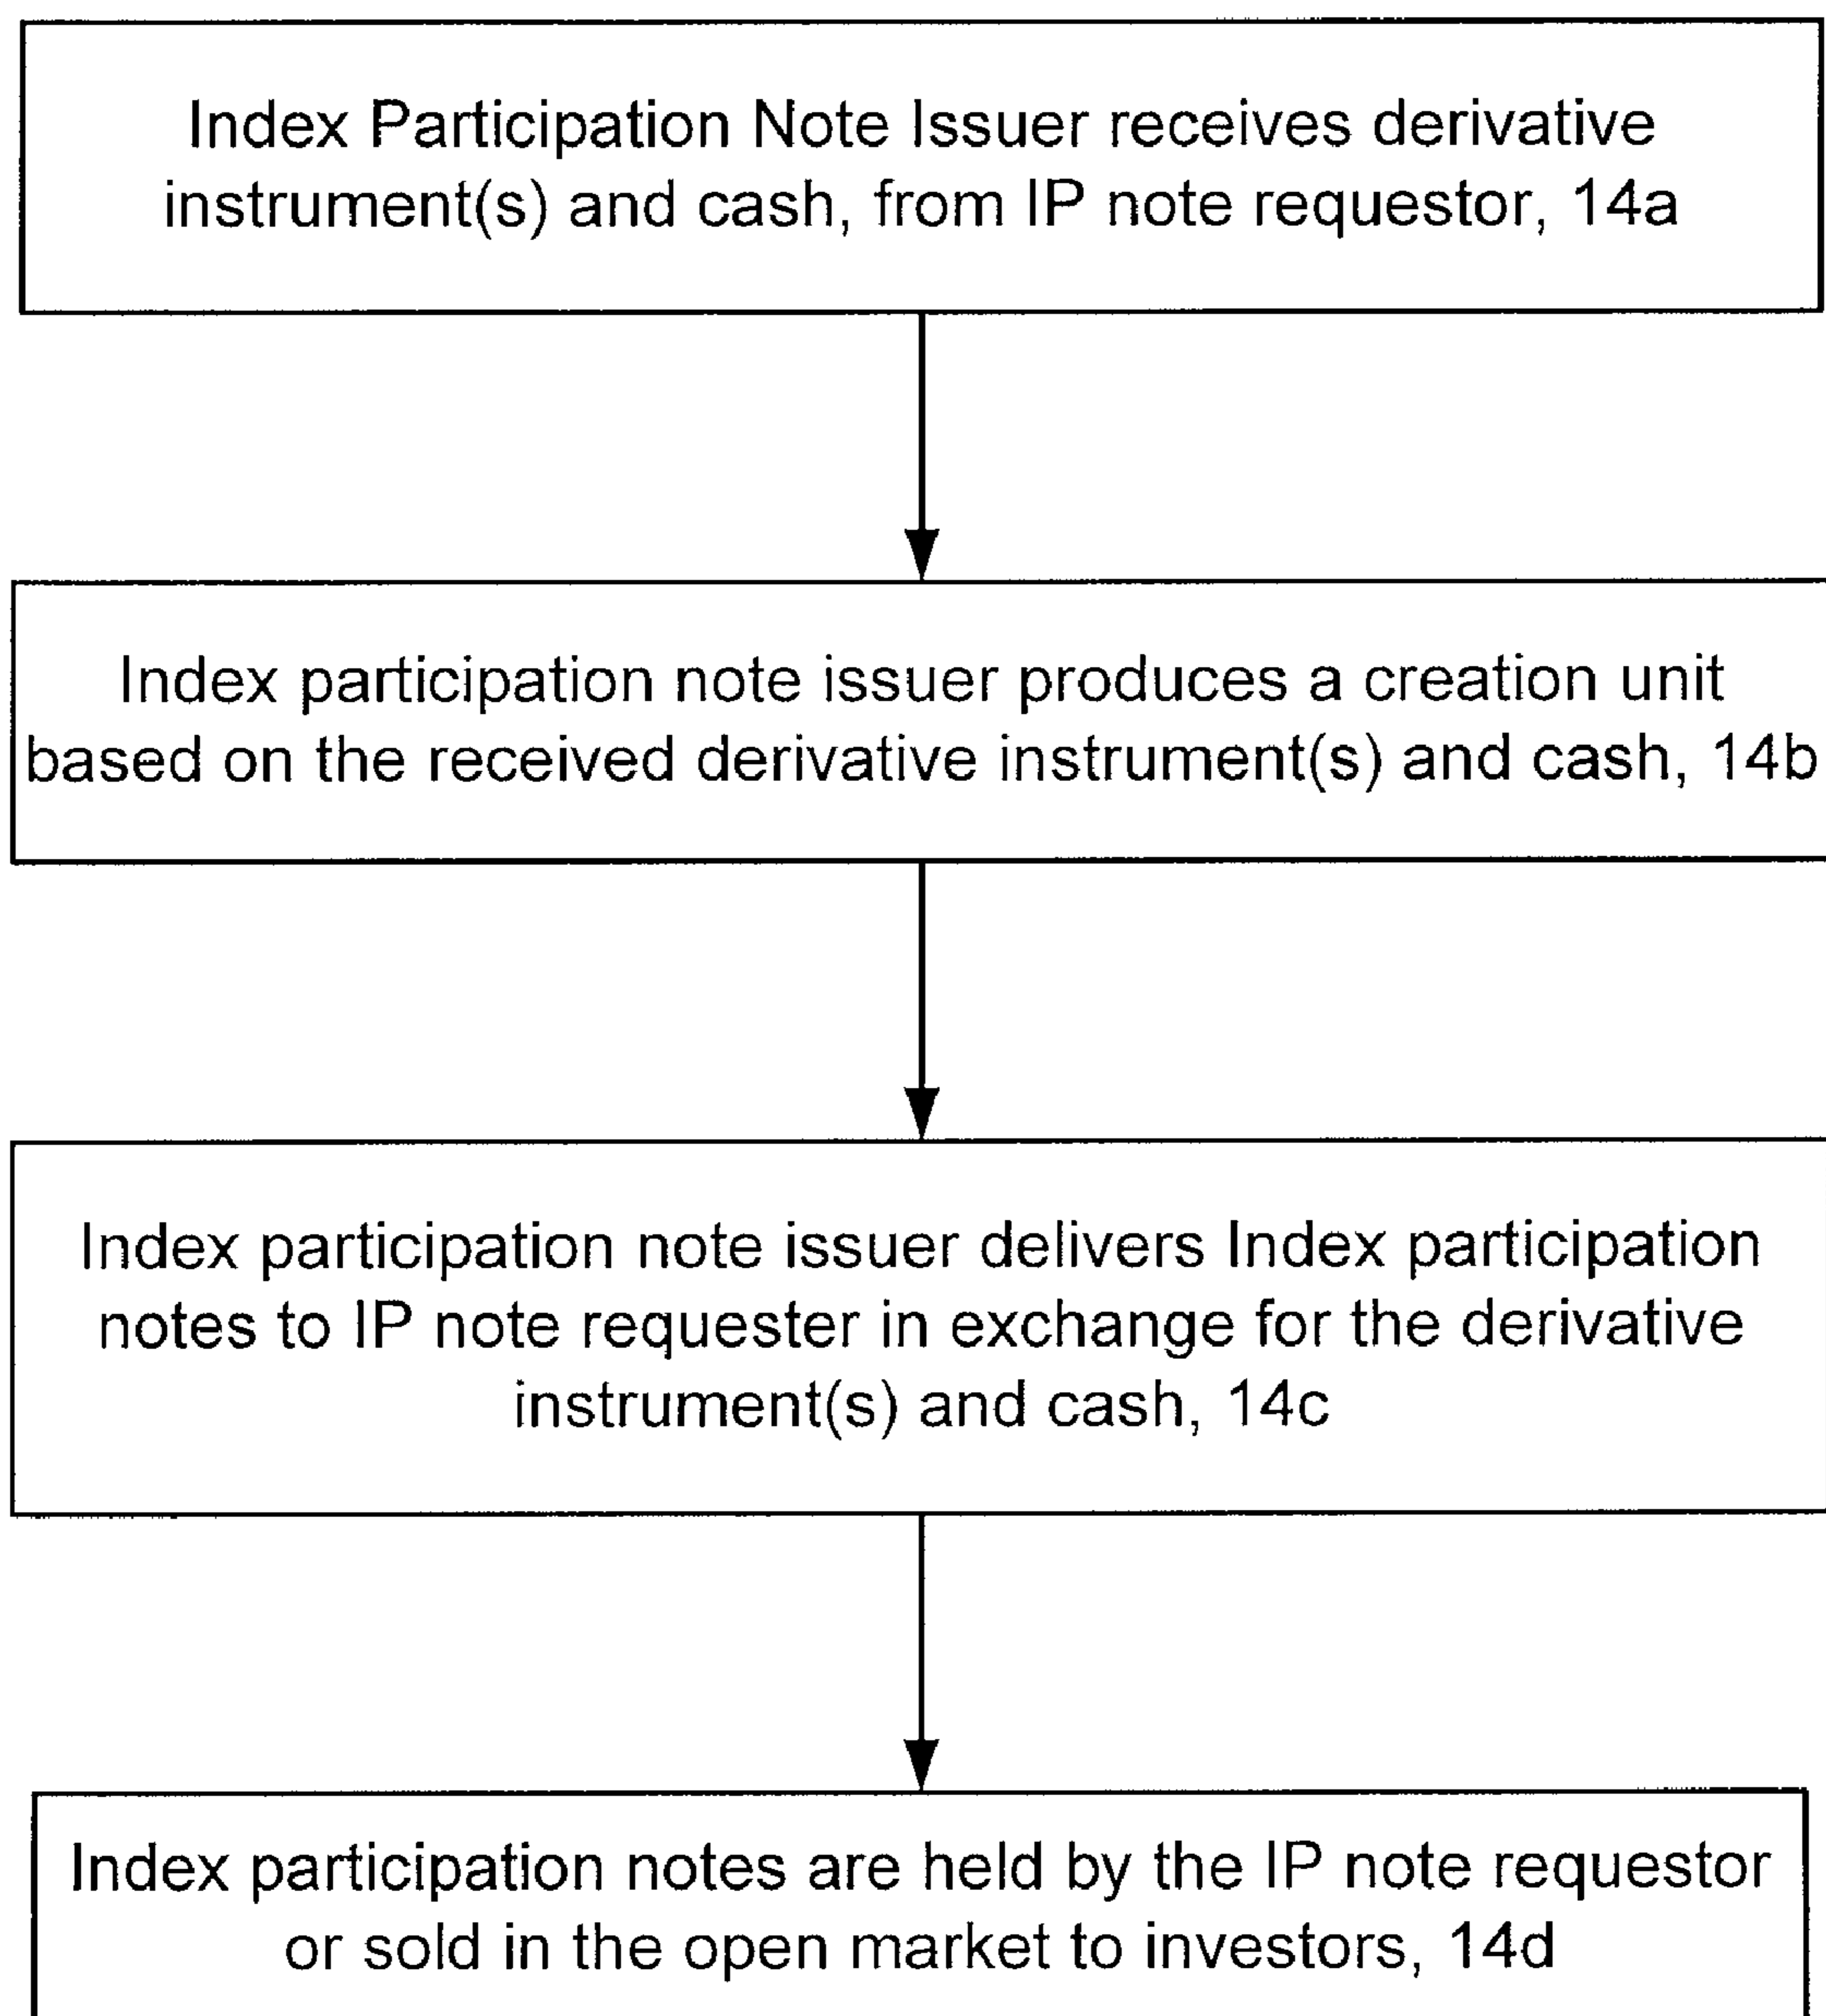 Index Participation Note Issuer receives derivative
instrument(s) and cash, from IP note requestor, 14a
Index participation note issuer produces a creation unit
based on the received derivative instrument(s) and cash, 14b
Index participation note issuer delivers Index participation
notes to IP note requester in exchange for the derivative
instrument(s) and cash, 14c
Index participation notes are held by the IP note requestor
or sold in the open market to investors, 14d